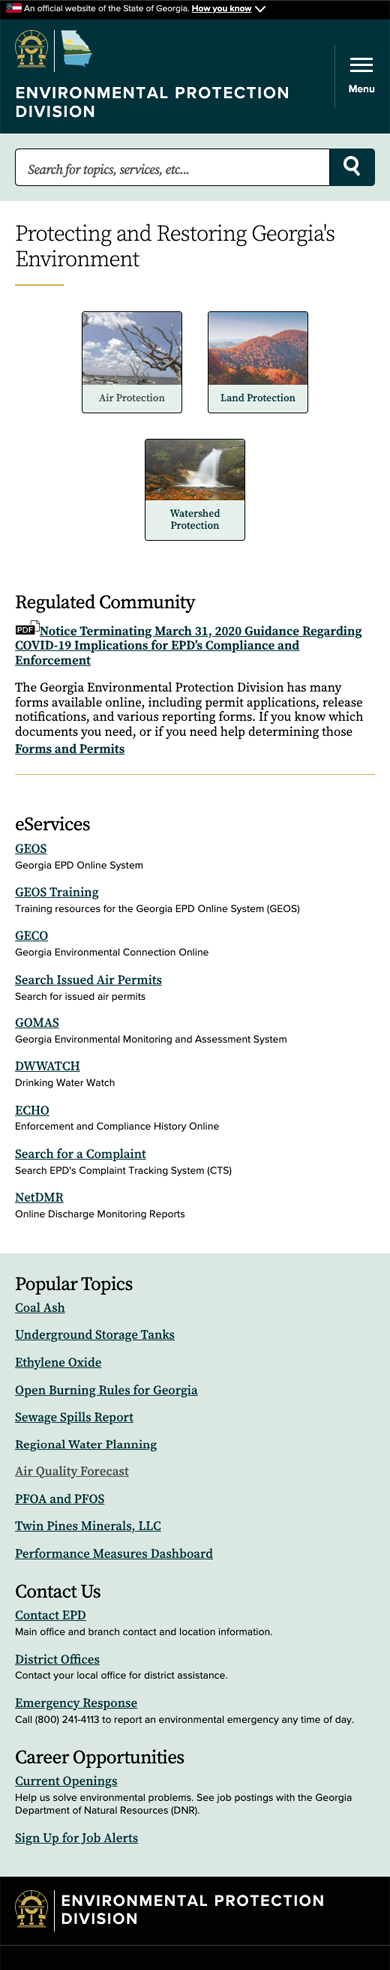 An official website of the State of Georgia. How you know
ENVIRONMENTAL PROTECTION
DIVISION
Menu
Search for topics, services, etc...
Protecting and Restoring Georgia's
Environment
Air Protection
Land Protection
Watershed
Protection
Regulated Community
PDF Notice Terminating March 31, 2020 Guidance Regarding
COVID-19 Implications for EPD's Compliance and
Enforcement
The Georgia Environmental Protection Division has many
forms available online, including permit applications, release
notifications, and various reporting forms. If you know which
documents you need, or if you need help determining those
Forms and Permits
eServices
GEOS
Georgia EPD Online System
GEOS Training
Training resources for the Georgia EPD Online System (GEOS)
GECO
Georgia Environmental Connection Online
Search Issued Air Permits
Search for issued air permits
GOMAS
Georgia Environmental Monitoring and Assessment System
DWWATCH
Drinking Water Watch
ECHO
Enforcement and Compliance History Online
Search for a Complaint
Search EPD's Complaint Tracking System (CTS)
NetDMR
Online Discharge Monitoring Reports
Popular Topics
Coal Ash
Underground Storage Tanks
Ethylene Oxide
Open Burning Rules for Georgia
Sewage Spills Report
Regional Water Planning
Air Quality Forecast
PFOA and PFOS
Twin Pines Minerals, LLC
Performance Measures Dashboard
Contact Us
Contact EPD
Main office and branch contact and location information.
District Offices
Contact your local office for district assistance.
Emergency Response
Call (800) 241-4113 to report an environmental emergency any time of day.
Career Opportunities
Current Openings
Help us solve environmental problems. See job postings with the Georgia
Department of Natural Resources (DNR).
Sign Up for Job Alerts
ENVIRONMENTAL PROTECTION
DIVISION